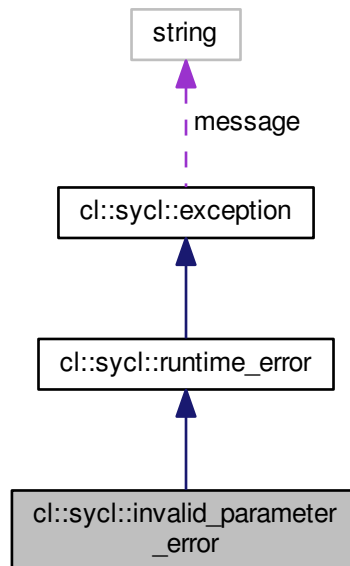 string
message
cl::sycl::exception
cl::sycl::runtime_error
cl::sycl::invalid_parameter
_error